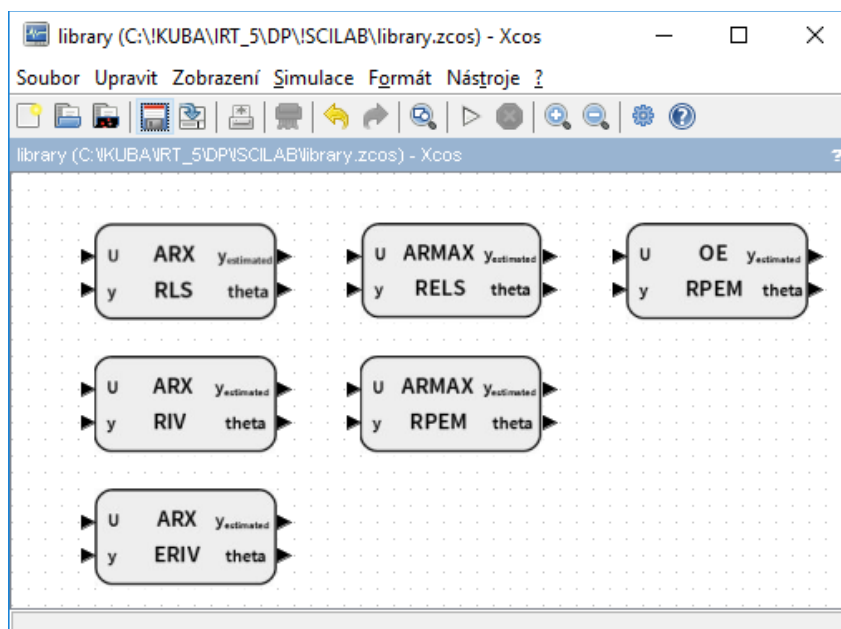 library (C:\!KUBA\IRT_5\DP\!SCILAB\library.zcos) - Xcos
Soubor Upravit Zobrazení Simulace Formát Nástroje ?
library (C:\!KUBA\IRT_5\DP\!SCILAB\library.zcos) - Xcos ?
U ARX yestimated
y RLS theta
U ARMAX yestimated
y RELS theta
U OE yestimated
y RPEM theta
U ARX yestimated
y RIV theta
U ARMAX yestimated
y RPEM theta
U ARX yestimated
y ERIV theta